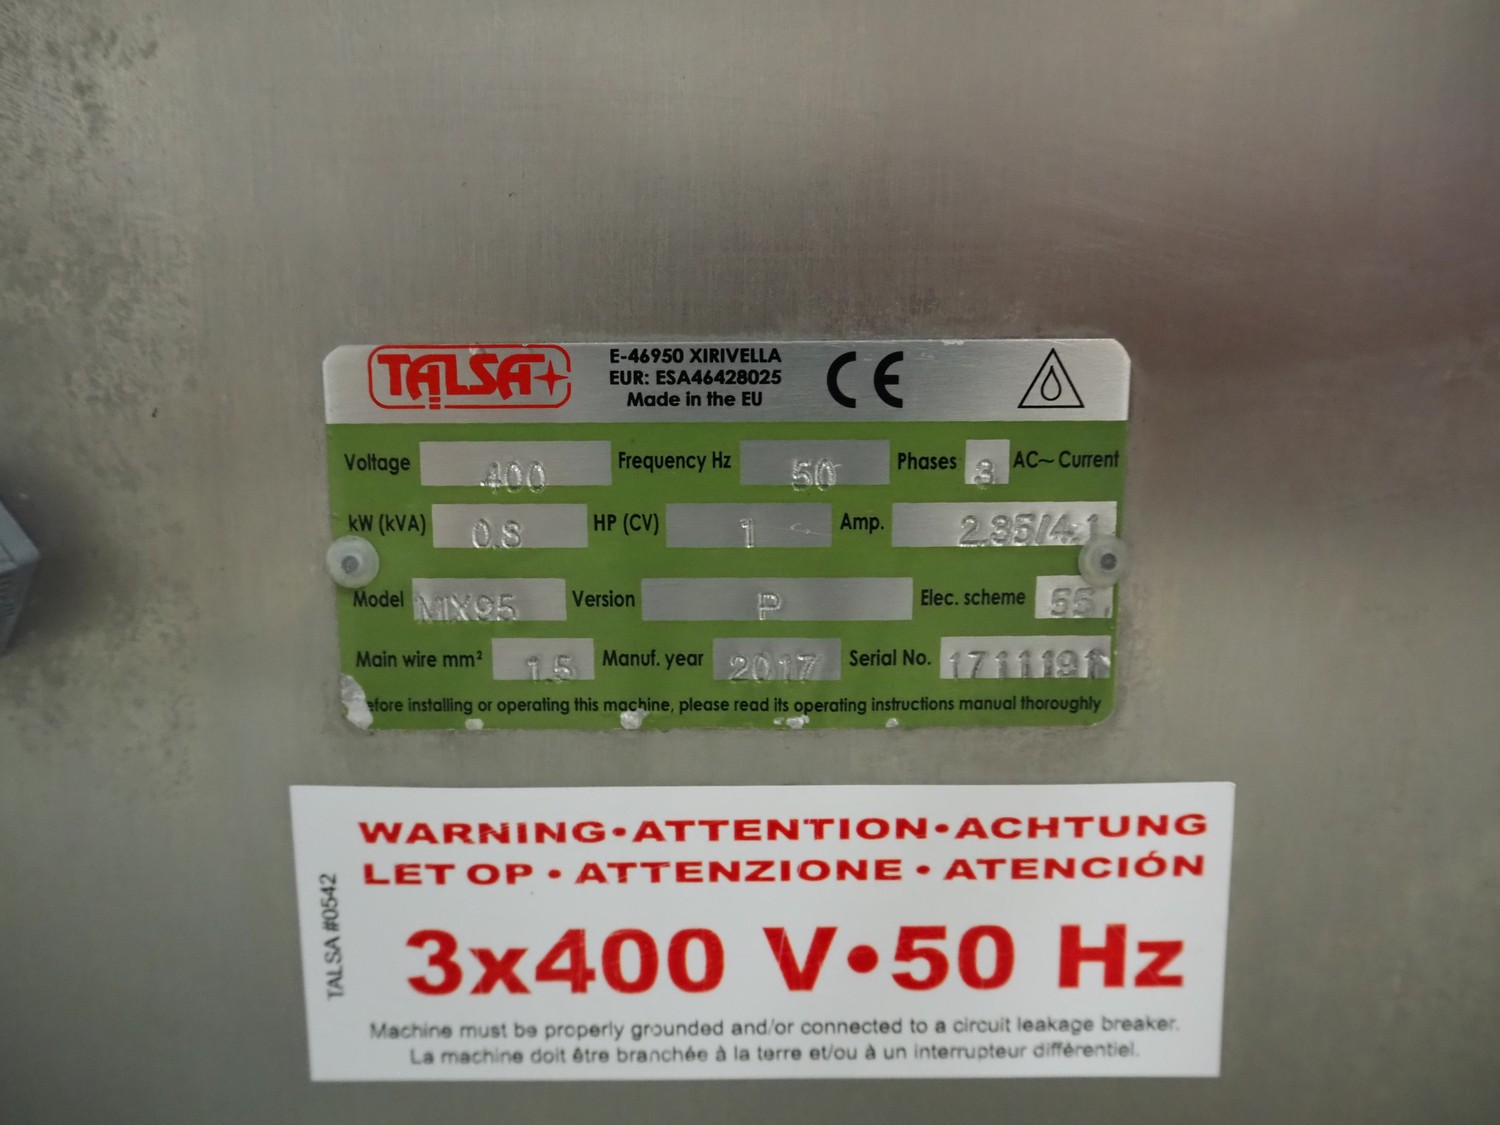 TALSA
E-46950 XIRIVELLA
EUR: ESA46428025
Made in the EU
CE
Voltage 400 Frequency Hz 50 Phases 3 AC~ Current
kW (kVA) 0.8 HP (CV) 1 Amp. 2.35/4.1
Model MIX95 Version P Elec. scheme 55
Main wire mm² 1.5 Manuf. year 2017 Serial No. 1711191
efore installing or operating this machine, please read its operating instructions manual thoroughly
WARNING•ATTENTION•ACHTUNG
LET OP • ATTENZIONE • ATENCIÓN
TALSA #0542
3x400 V•50 Hz
Machine must be properly grounded and/or connected to a circuit leakage breaker.
La machine doit être branchée à la terre et/ou à un interrupteur différentiel.